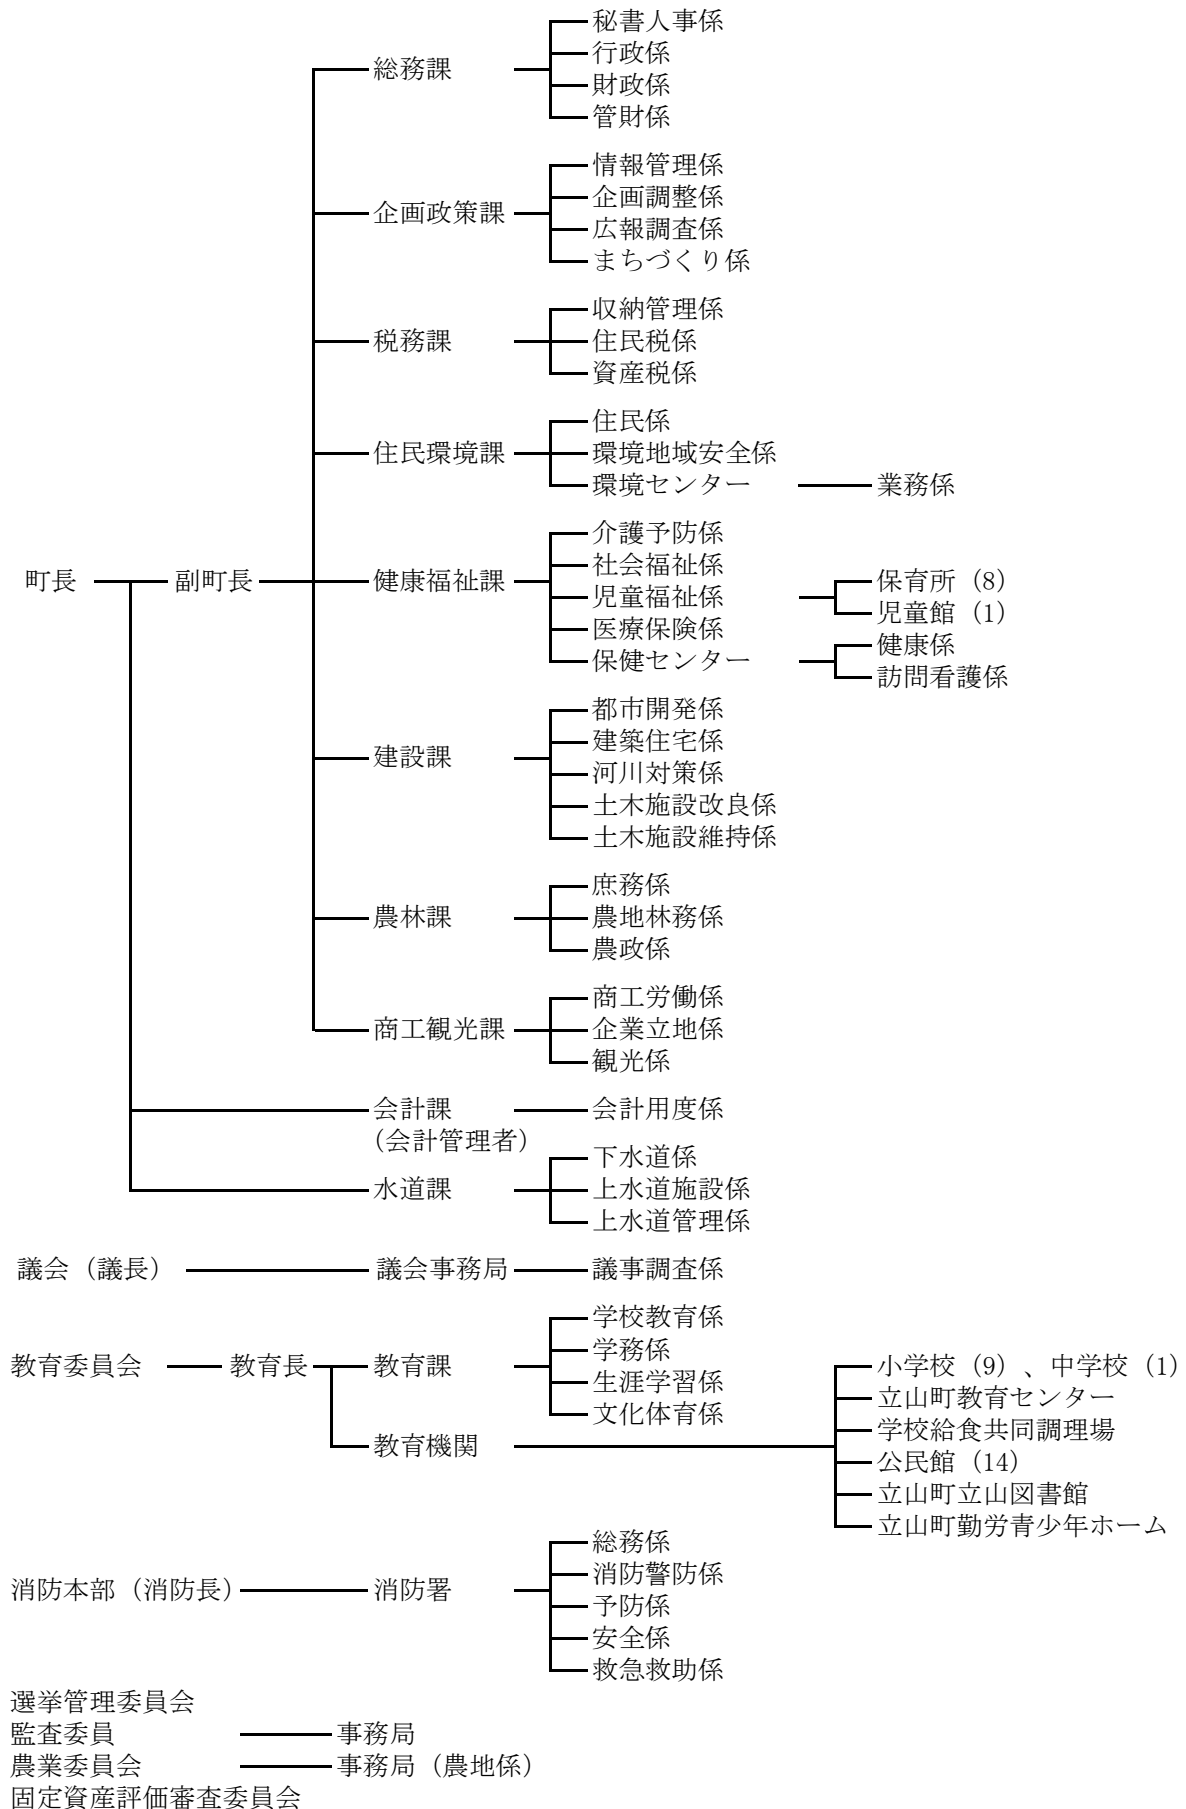 秘書人事係
行政係
総務課
財政係
管財係
情報管理係
企画調整係
企画政策課
広報調査係
まちづくり係
収納管理係
税務課 住民税係
資産税係
住民係
住民環境課 環境地域安全係
環境センター 業務係
介護予防係
社会福祉係
町長 副町長 健康福祉課 保育所（8）
児童福祉係
児童館（1）
医療保険係
健康係
保健センター
訪問看護係
都市開発係
建築住宅係
建設課
河川対策係
土木施設改良係
土木施設維持係
庶務係
農林課 農地林務係
農政係
商工労働係
商工観光課 企業立地係
観光係
会計課 会計用度係
（会計管理者）
下水道係
水道課 上水道施設係
上水道管理係
議会（議長） 議会事務局 議事調査係
学校教育係
学務係
教育委員会 教育長 教育課 小学校（9）、中学校（1）
生涯学習係
立山町教育センター
文化体育係
学校給食共同調理場
教育機関
公民館（14）
立山町立山図書館
立山町勤労青少年ホーム
総務係
消防警防係
消防本部（消防長） 消防署
予防係
安全係
救急救助係
選挙管理委員会
監査委員 事務局
農業委員会 事務局（農地係）
固定資産評価審査委員会